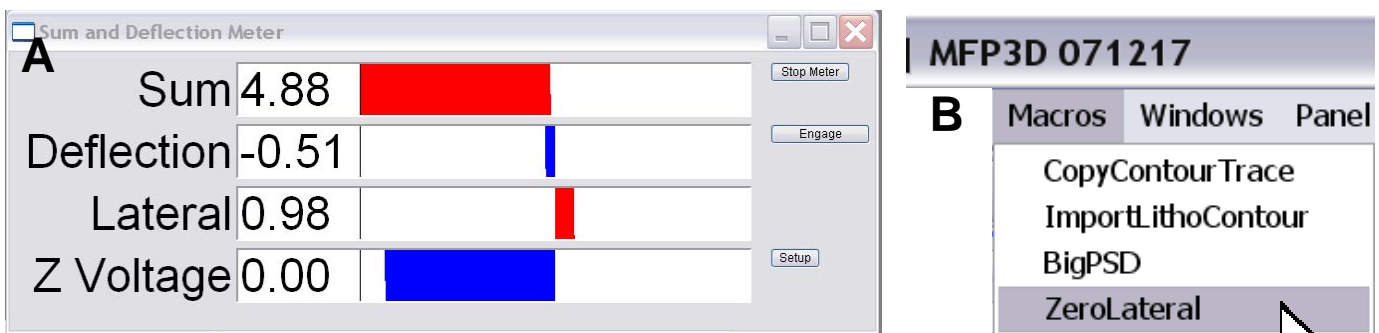 Sum and Deflection Meter
A
Sum 4.88
Stop Meter
Deflection -0.51
Engage
Lateral 0.98
Z Voltage 0.00
Setup
MFP3D 071217
B
Macros Windows Panel
CopyContourTrace
ImportLithoContour
BigPSD
ZeroLateral